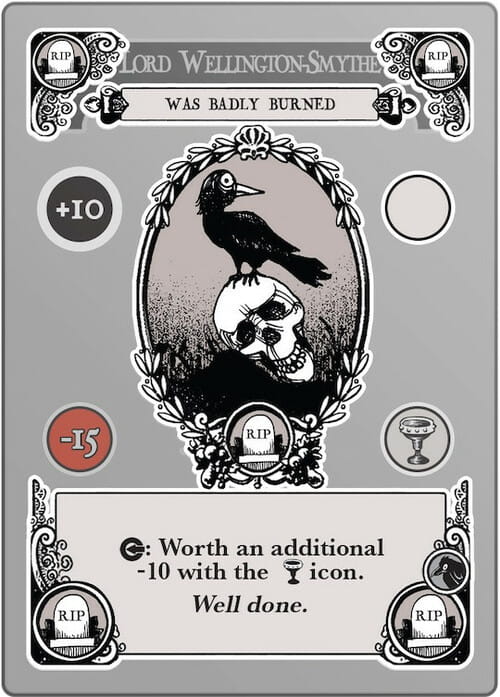 RIP
LORD WELLINGTON-SMYTHE
RIP
WAS BADLY BURNED
+10
-15
RIP
: Worth an additional
-10 with the icon.
Well done.
RIP
RIP